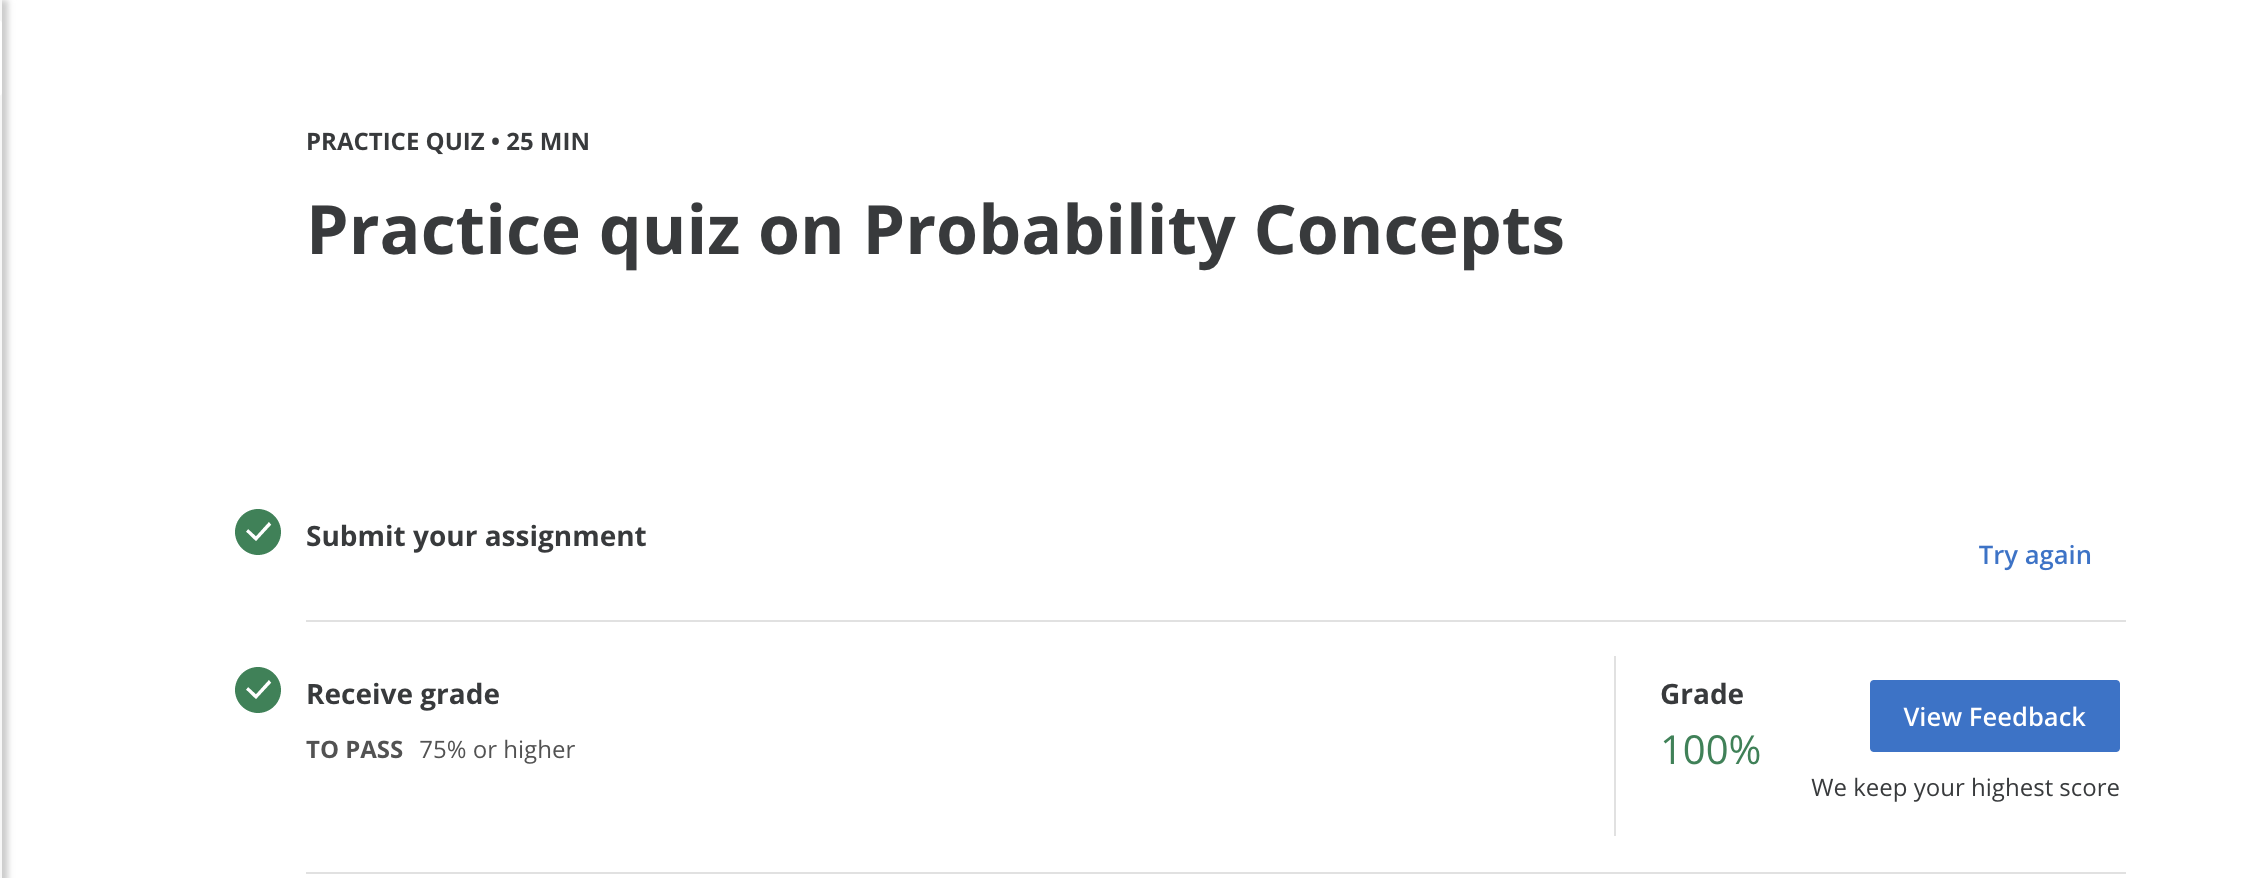 PRACTICE QUIZ • 25 MIN
Practice quiz on Probability Concepts
Submit your assignment
Try again
Receive grade
TO PASS 75% or higher
Grade
100%
View Feedback
We keep your highest score